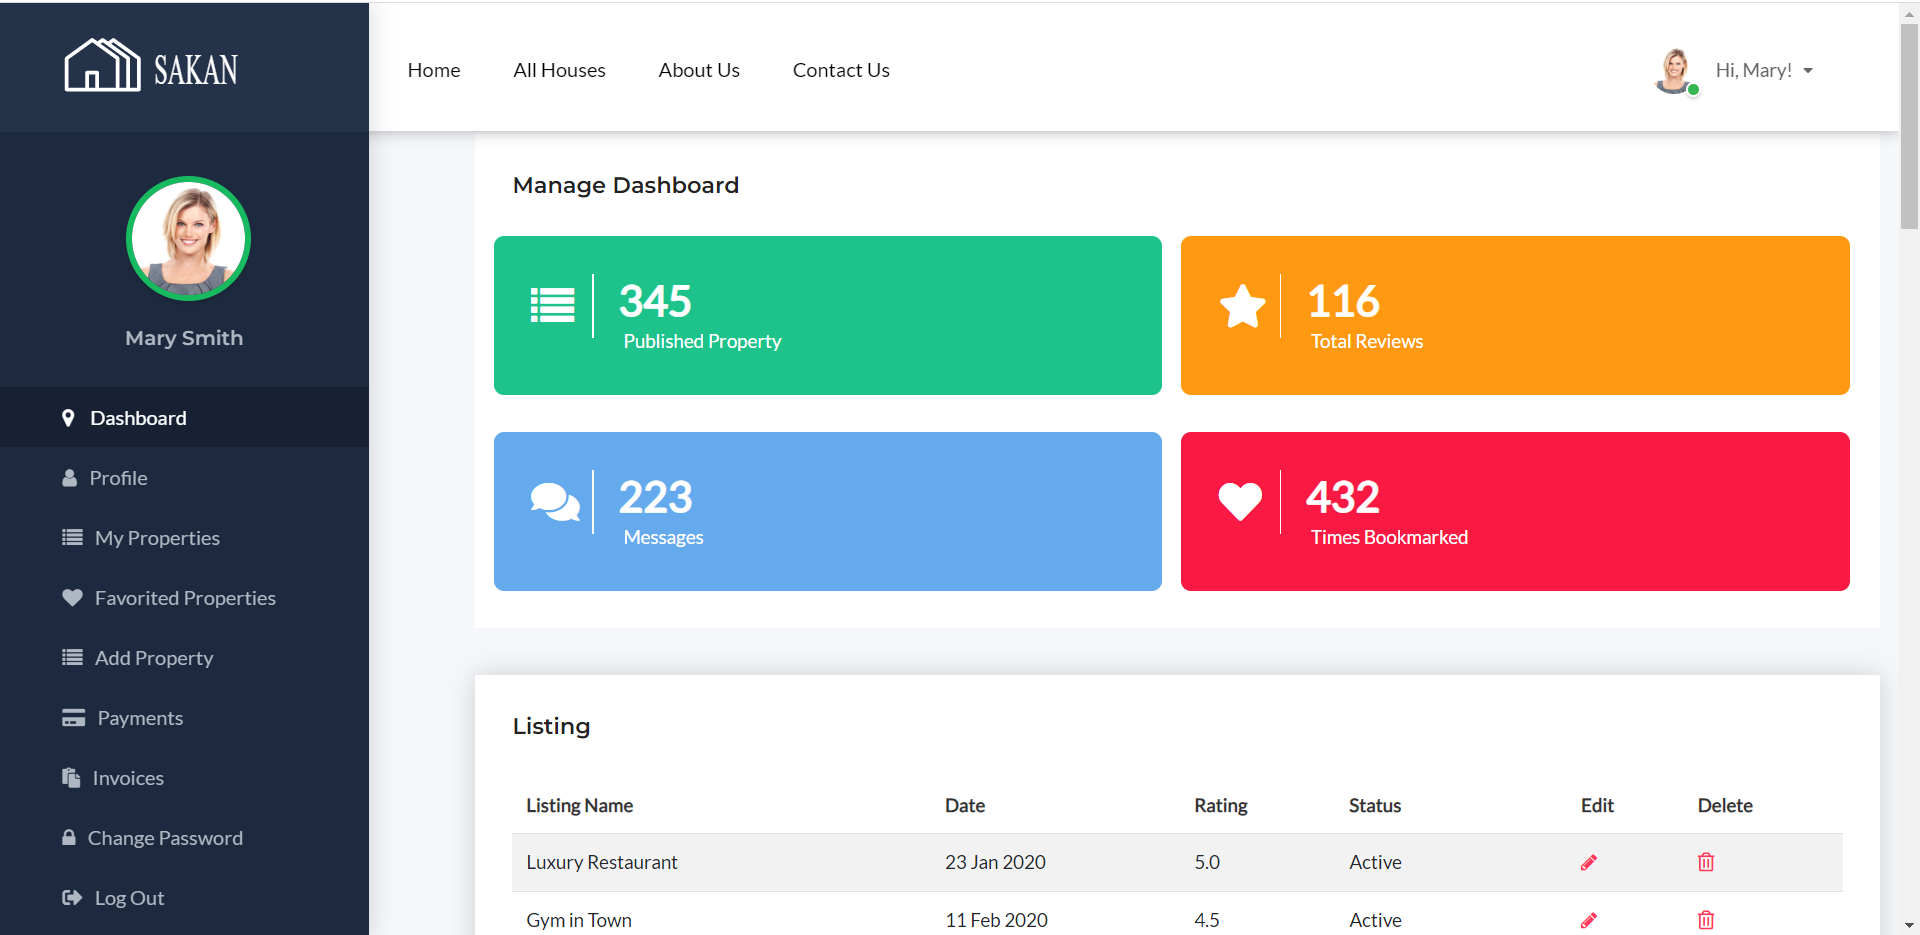 SAKAN
Home All Houses About Us Contact Us Hi, Mary!
Mary Smith
Dashboard
Profile
My Properties
Favorited Properties
Add Property
Payments
Invoices
Change Password
Log Out
Manage Dashboard
345
Published Property
116
Total Reviews
223
Messages
432
Times Bookmarked
Listing
Listing Name Date Rating Status Edit Delete
Luxury Restaurant 23 Jan 2020 5.0 Active
Gym in Town 11 Feb 2020 4.5 Active